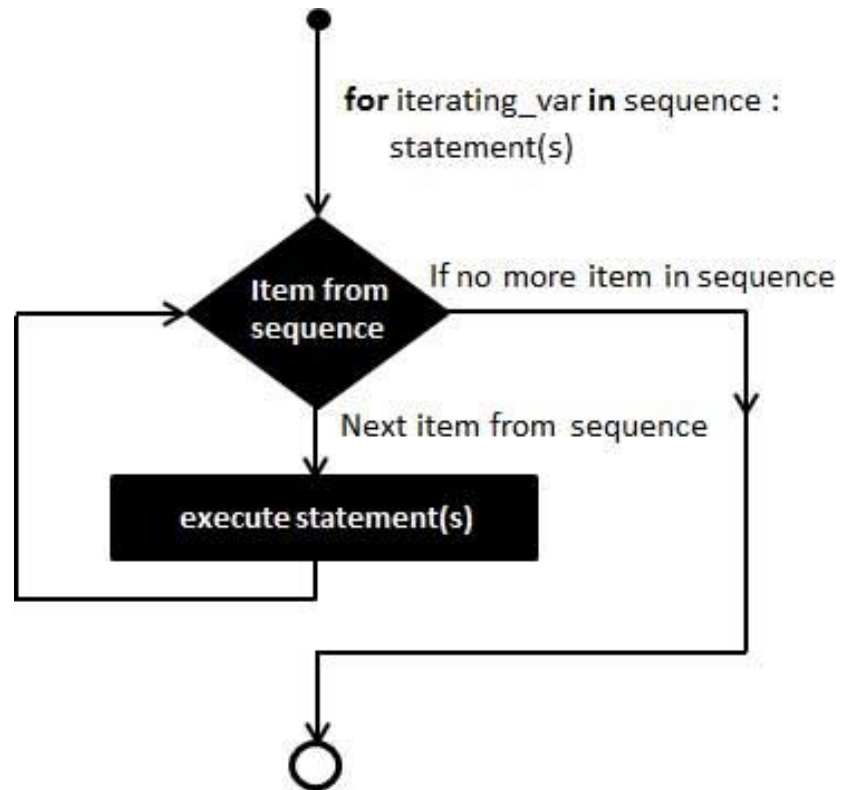 for iterating_var in sequence :
statement(s)
If no more item in sequence
Item from
sequence
Next item from sequence
execute statement(s)